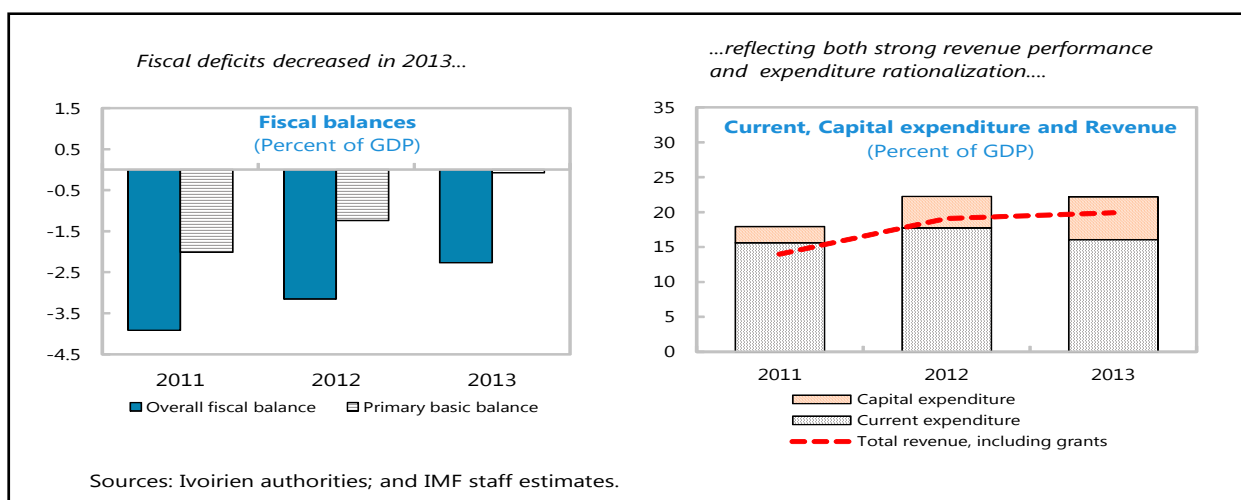 Fiscal deficits decreased in 2013...
Fiscal balances
(Percent of GDP)
1.5
0.5
-0.5
-1.5
-2.5
-3.5
-4.5
2011
2012
2013
Overall fiscal balance
Primary basic balance
...reflecting both strong revenue performance
and expenditure rationalization....
Current, Capital expenditure and Revenue
(Percent of GDP)
35
30
25
20
15
10
5
0
2011
2012
2013
Capital expenditure
Current expenditure
Total revenue, including grants
Sources: Ivoirien authorities; and IMF staff estimates.